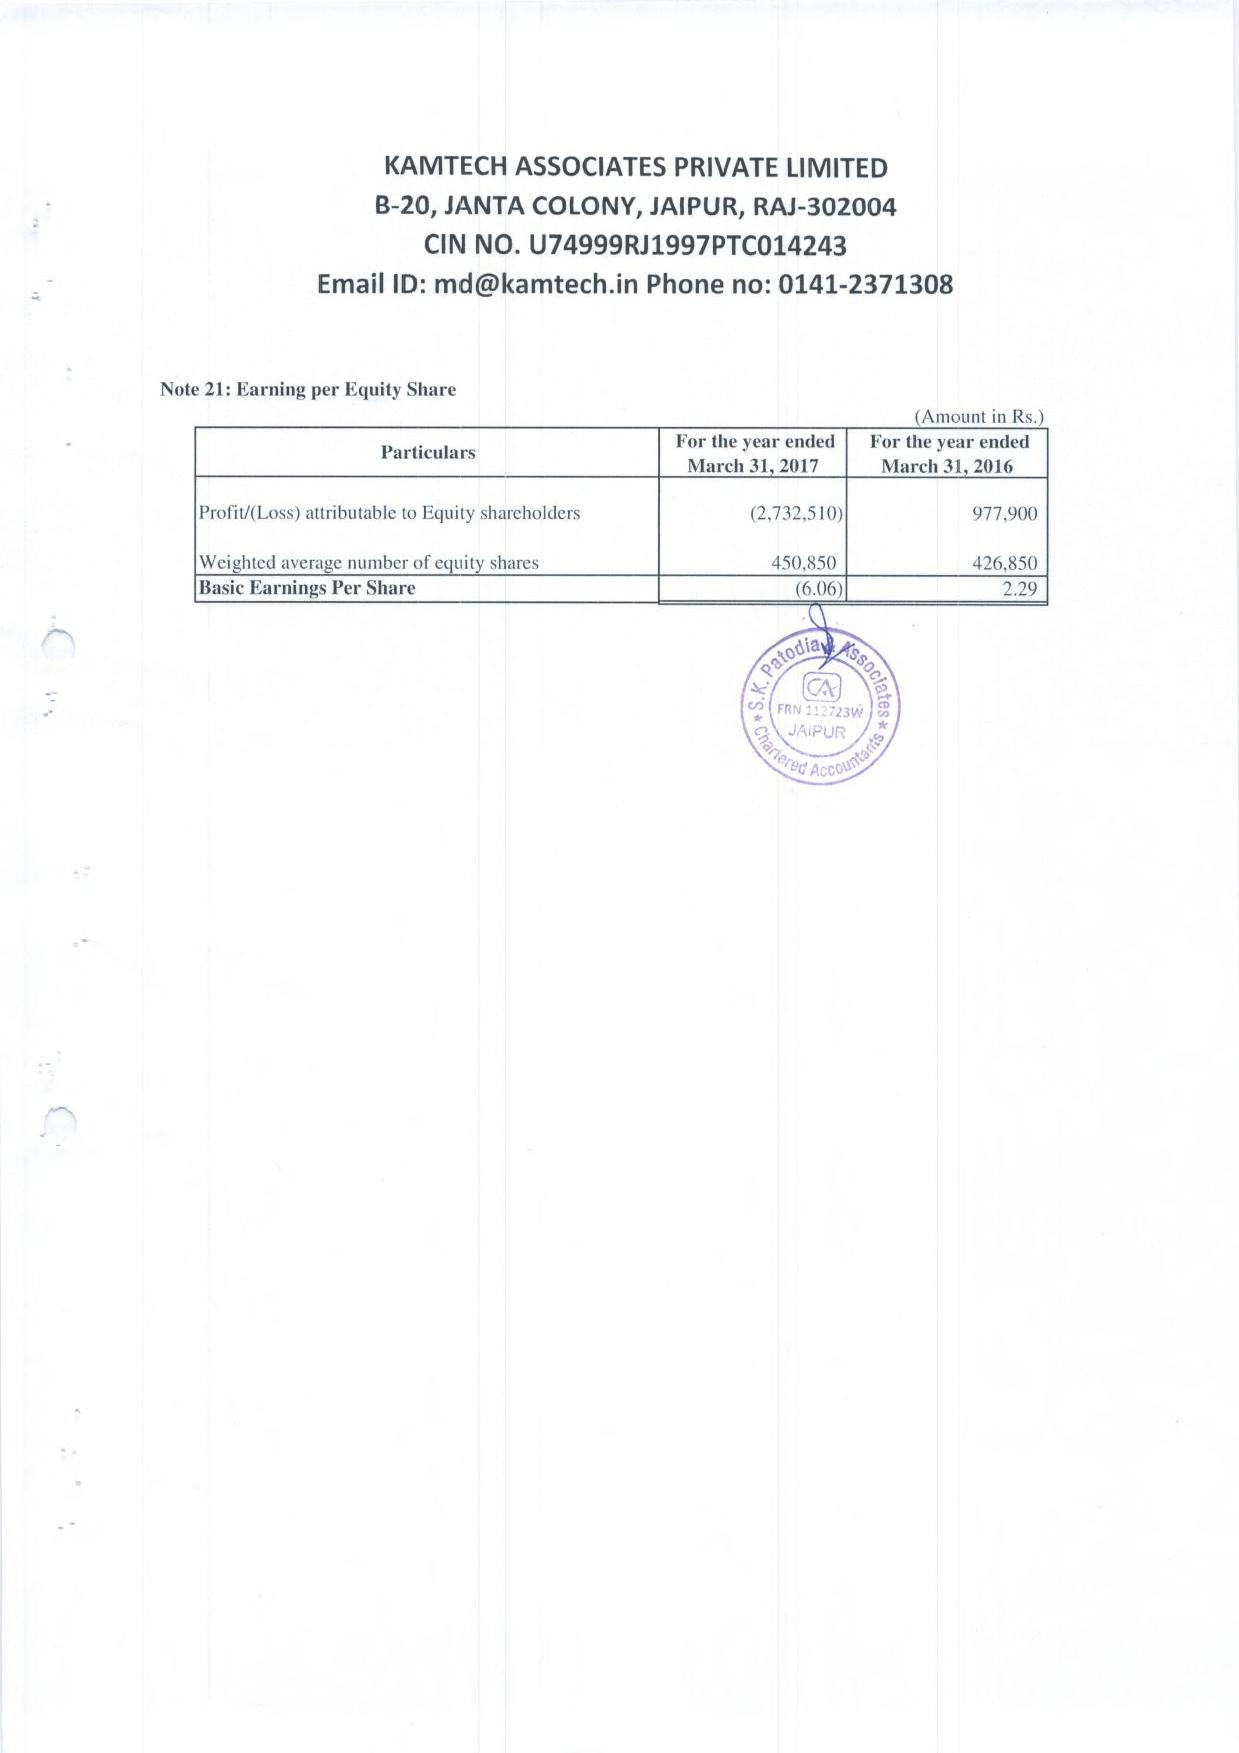 KAMTECH ASSOCIATES PRIVATE LIMITED
B-20, JANTA COLONY, JAIPUR, RAJ-302004
CIN NO. U74999RJ1997PTC014243
Email ID: md@kamtech.in Phone no: 0141-2371308
Note 21: Earning per Equity Share
(Amount in Rs.)
Particulars For the year ended March 31, 2017 For the year ended March 31, 2016
Profit/(Loss) attributable to Equity shareholders (2,732,510) 977,900
Weighted average number of equity shares 450,850 426,850
Basic Earnings Per Share (6.06) 2.29
S.K. Patodia & Associates
CA
FRN 112723W
JAIPUR
* Chartered Accountants *